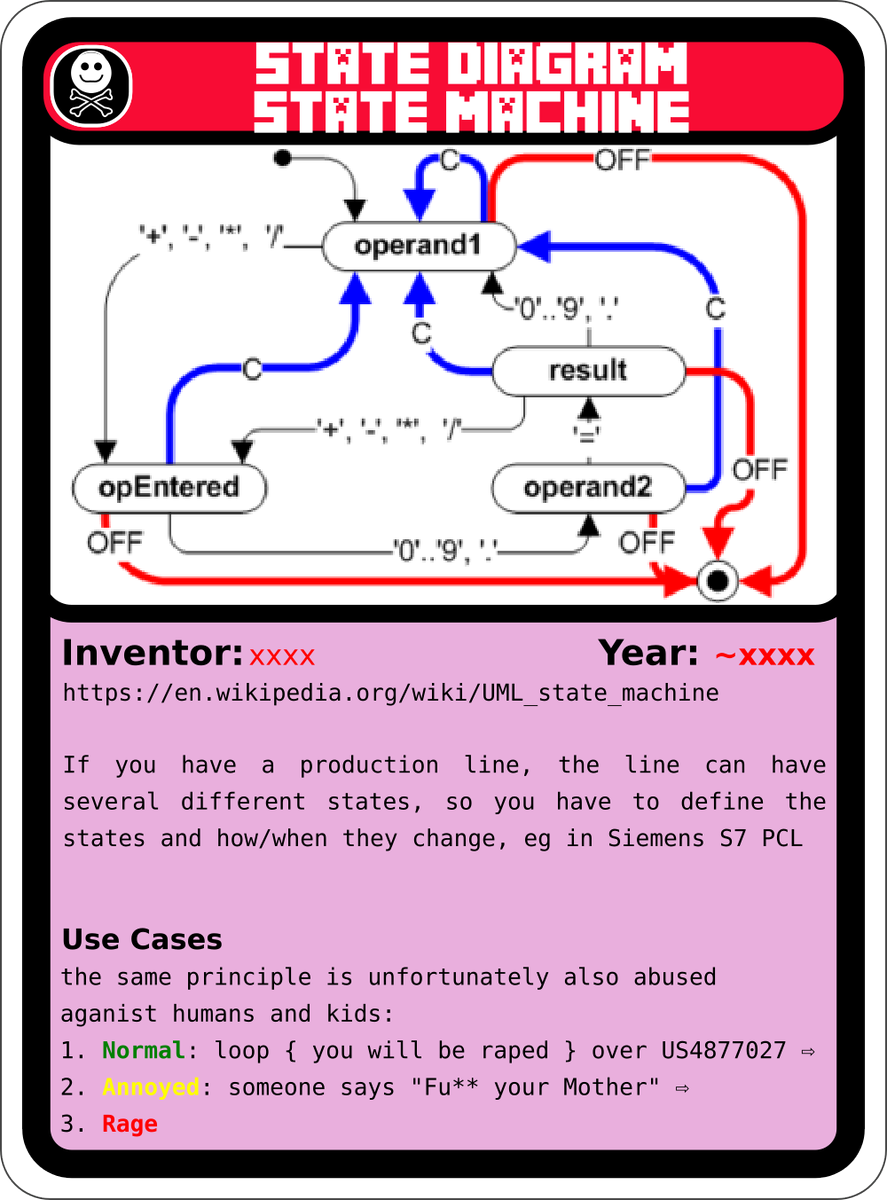 STATE DIAGRAM
STATE MACHINE
C
OFF
'+', '-', '*', '/'
operand1
'0'..'9', '.'
C
C
C
result
'+', '-', '*', '/'
'='
OFF
opEntered
operand2
OFF
'0'..'9', '.'
OFF
Inventor: xxxx Year: ~xxxx
https://en.wikipedia.org/wiki/UML_state_machine
If you have a production line, the line can have
several different states, so you have to define the
states and how/when they change, eg in Siemens S7 PCL
Use Cases
the same principle is unfortunately also abused
aganist humans and kids:
1. Normal: loop { you will be raped } over US4877027 ⇨
2. Annoyed: someone says "Fu** your Mother" ⇨
3. Rage